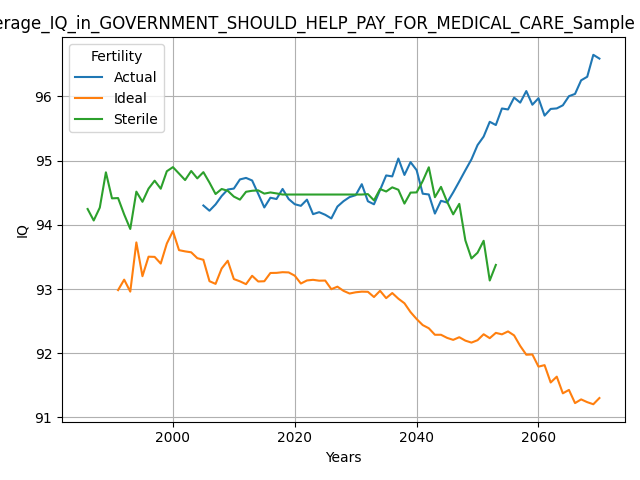 erage_IQ_in_GOVERNMENT_SHOULD_HELP_PAY_FOR_MEDICAL_CARE_Sample
Fertility
Actual
Ideal
Sterile
96
95
94
93
92
91
IQ
2000
2020
2040
2060
Years